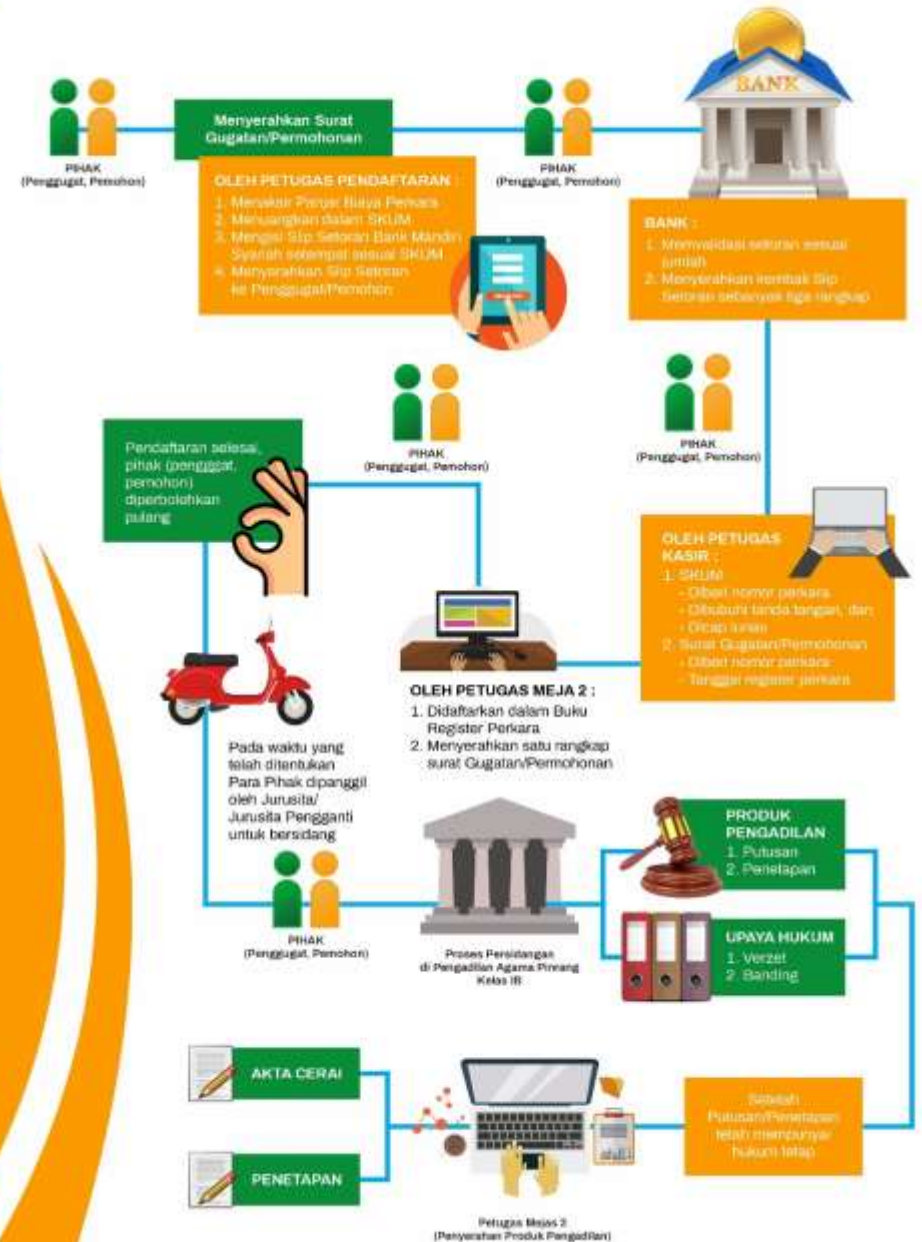 Menyerahkan Surat
Gugatan/Permohonan
PIHAK
(Penggugat, Pemohon)
PIHAK
(Penggugat, Pemohon)
BANK
OLEH PETUGAS PENDAFTARAN :
1. Menaksir Panjar Biaya Perkara
2. Menuangkan dalam SKUM
3. Mengisi Slip Setoran Bank Mandiri
Syariah setempat sesuai SKUM
4. Menyerahkan Slip Setoran
ke Penggugat/Pemohon
BANK :
1. Memvalidasi setoran sesuai
jumlah
2. Menyerahkan kembali Slip
Setoran sebanyak tiga rangkap
PIHAK
(Penggugat, Pemohon)
PIHAK
(Penggugat, Pemohon)
Pendaftaran selesai,
pihak (penggigat,
pemohon)
diperbolehkan
pulang
OLEH PETUGAS
KASIR :
1. SKUM
- Diberi nomor perkara
- Dibubuhi tanda tangan, dan
- Dicap lunas
2. Surat Gugatan/Permohonan
- Diberi nomor perkara
- Tanggal register perkara
OLEH PETUGAS MEJA 2 :
1. Didaftarkan dalam Buku
Register Perkara
2. Menyerahkan satu rangkap
surat Gugatan/Permohonan
Pada waktu yang
telah ditentukan
Para Pihak dipanggil
oleh Jurusita/
Jurusita Pengganti
untuk bersidang
PIHAK
(Penggugat, Pemohon)
Proses Persidangan
di Pengadilan Agama Pinrang
Kelas IB
PRODUK
PENGADILAN
1. Putusan
2. Penetapan
UPAYA HUKUM
1. Verzet
2. Banding
Setelah
Putusan/Penetapan
telah mempunyai
hukum tetap
AKTA CERAI
PENETAPAN
Petugas Mejas 3
(Penyerahan Produk Pengadilan)